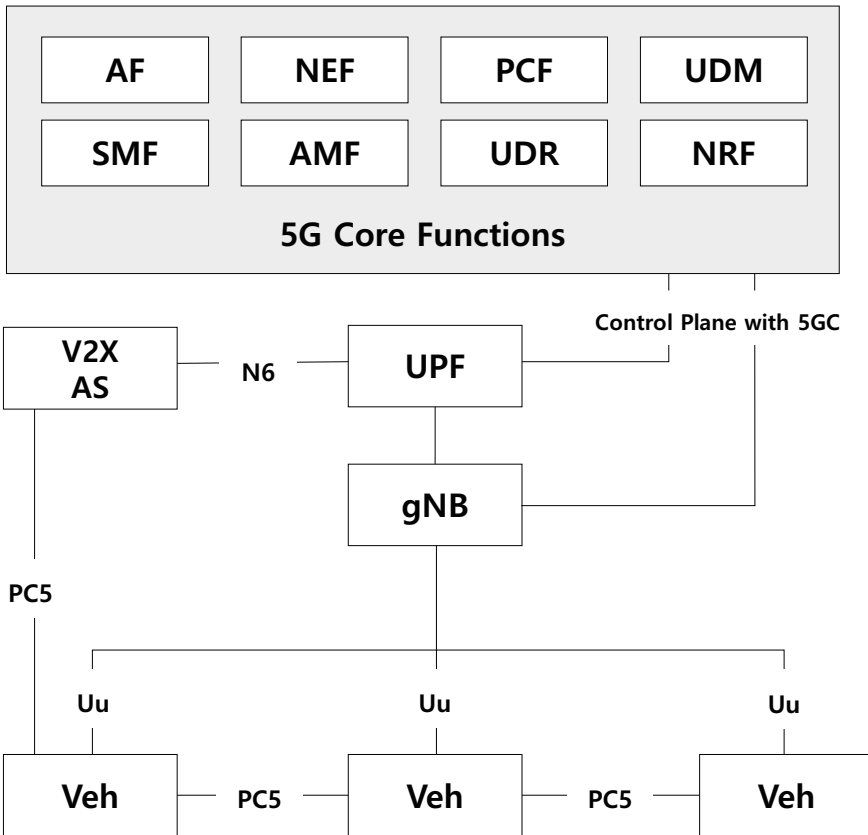 AF
NEF
PCF
UDM
SMF
AMF
UDR
NRF
5G Core Functions
Control Plane with 5GC
V2X
AS
N6
UPF
gNB
PC5
Uu
Uu
Uu
Veh
PC5
Veh
PC5
Veh